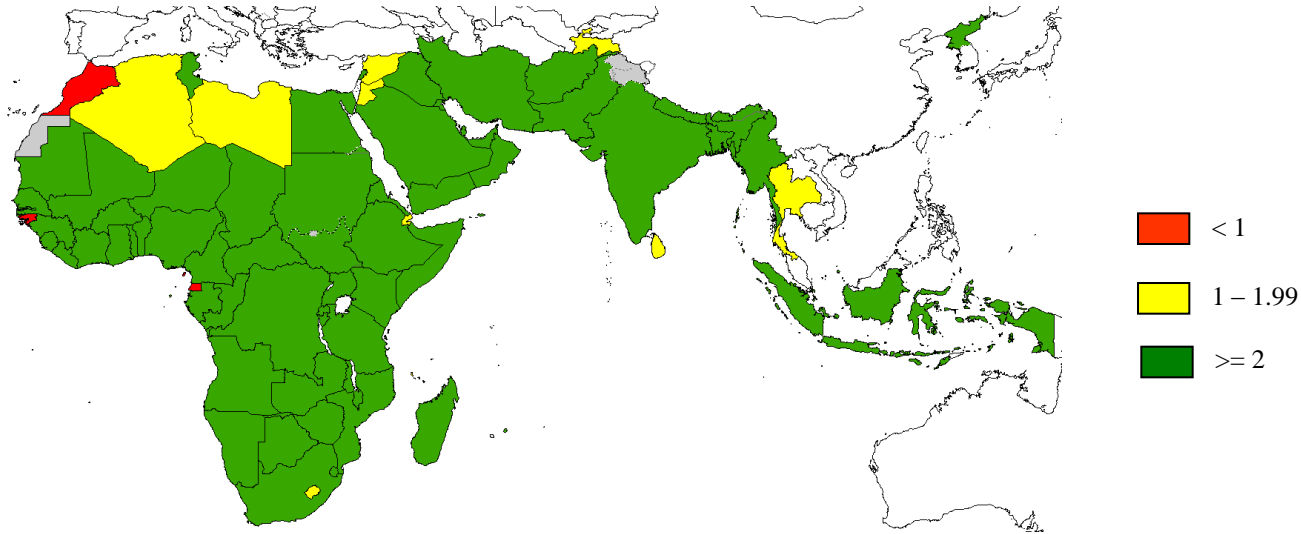 < 1
1 – 1.99
>= 2